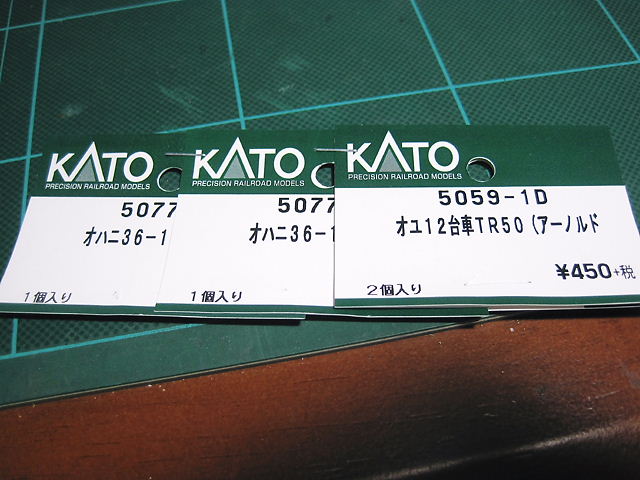 KATO
PRECISION RAILROAD MODELS
5077
オハニ36-1
1個入り
KATO
PRECISION RAILROAD MODELS
5077
オハニ36-1
1個入り
KATO
PRECISION RAILROAD MODELS
5059-1D
オユ12台車TR50(アーノルド
¥450+税
2個入り